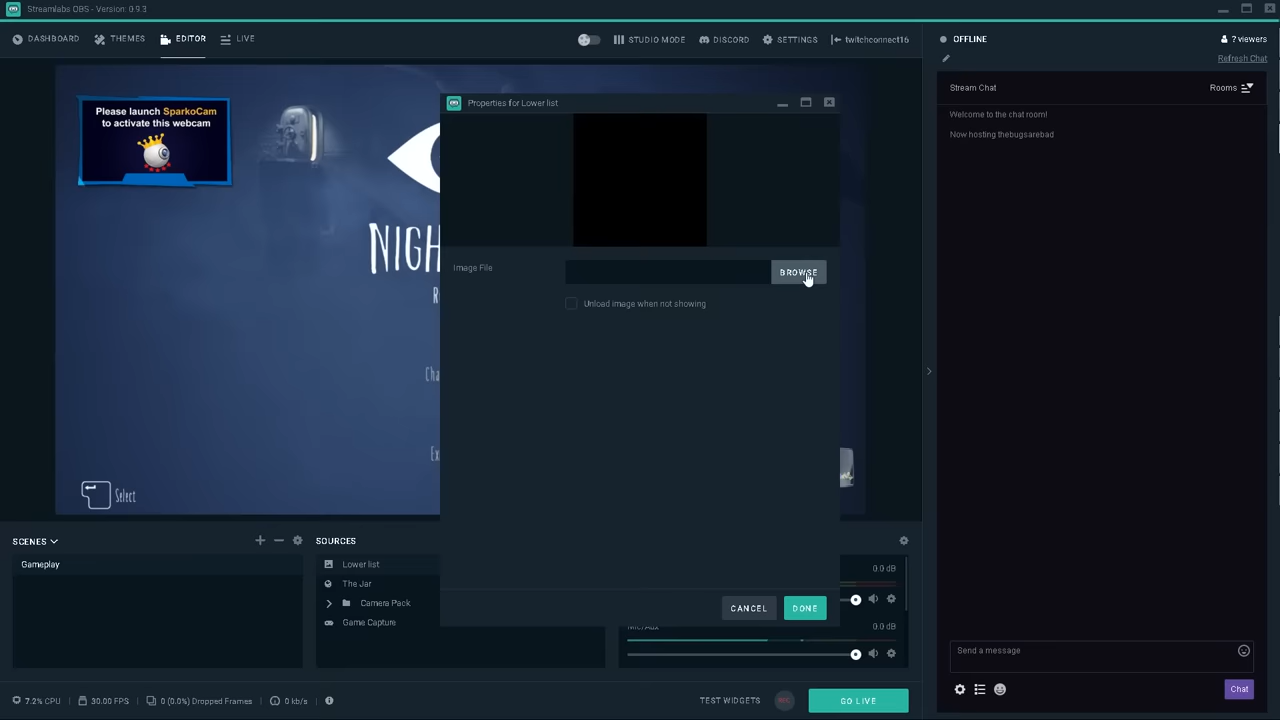 Streamlabs OBS - Version: 0.9.3
DASHBOARD
THEMES
EDITOR
LIVE
STUDIO MODE
DISCORD
SETTINGS
twitchconnect16
OFFLINE
? viewers
Refresh Chat
Please launch SparkoCam
to activate this webcam
NIGH
Select
Properties for Lower list
Image File
BROWSE
Unload image when not showing
CANCEL
DONE
Stream Chat
Rooms
Welcome to the chat room!
Now hosting thebugsarebad
SCENES
Gameplay
SOURCES
Lower list
The Jar
Camera Pack
Game Capture
0.0 dB
Mic/Aux
0.0 dB
Send a message
Chat
7.2% CPU
30.00 FPS
0 (0.0%) Dropped Frames
0 kb/s
TEST WIDGETS
REC
GO LIVE